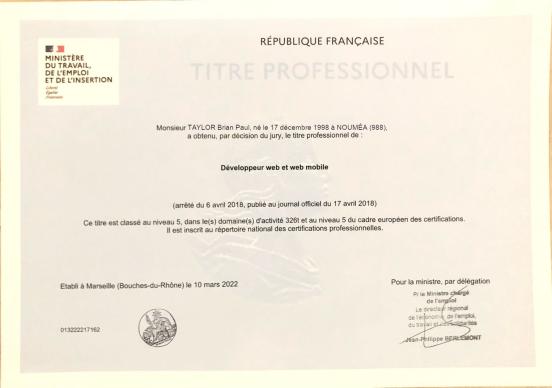 RÉPUBLIQUE FRANÇAISE
MINISTÈRE
DU TRAVAIL,
DE L'EMPLOI
ET DE L'INSERTION
Liberté
Égalité
Fraternité
TITRE PROFESSIONNEL
Monsieur TAYLOR Brian Paul, né le 17 décembre 1998 à NOUMÉA (988),
a obtenu, par décision du jury, le titre professionnel de :
Développeur web et web mobile
(arrêté du 6 avril 2018, publié au journal officiel du 17 avril 2018)
Ce titre est classé au niveau 5, dans le(s) domaine(s) d'activité 326t et au niveau 5 du cadre européen des certifications.
Il est inscrit au répertoire national des certifications professionnelles.
Etabli à Marseille (Bouches-du-Rhône) le 10 mars 2022
Pour la ministre, par délégation
P/ le Ministre chargé
de l'emploi
Le directeur régional
de l'économie, de l'emploi,
du travail et des solidarités
Jean-Philippe BERLEMONT
013222217162